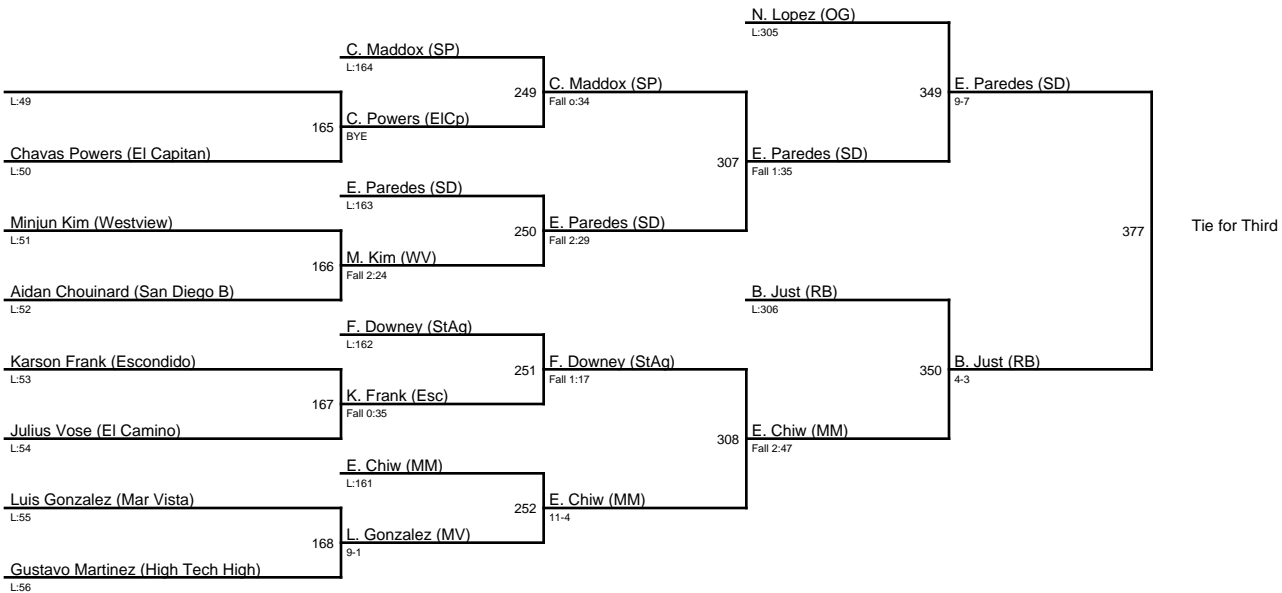 N. Lopez (OG)
L:305
C. Maddox (SP)
L:164
249
C. Maddox (SP)
Fall o:34
349
E. Paredes (SD)
9-7
L:49
165
C. Powers (ElCp)
BYE
Chavas Powers (El Capitan)
L:50
307
E. Paredes (SD)
Fall 1:35
E. Paredes (SD)
L:163
Minjun Kim (Westview)
L:51
250
E. Paredes (SD)
Fall 2:29
377
Tie for Third
166
M. Kim (WV)
Fall 2:24
Aidan Chouinard (San Diego B)
L:52
B. Just (RB)
L:306
F. Downey (StAg)
L:162
Karson Frank (Escondido)
L:53
251
F. Downey (StAg)
Fall 1:17
350
B. Just (RB)
4-3
167
K. Frank (Esc)
Fall 0:35
Julius Vose (El Camino)
L:54
308
E. Chiw (MM)
Fall 2:47
E. Chiw (MM)
L:161
Luis Gonzalez (Mar Vista)
L:55
252
E. Chiw (MM)
11-4
168
L. Gonzalez (MV)
9-1
Gustavo Martinez (High Tech High)
L:56